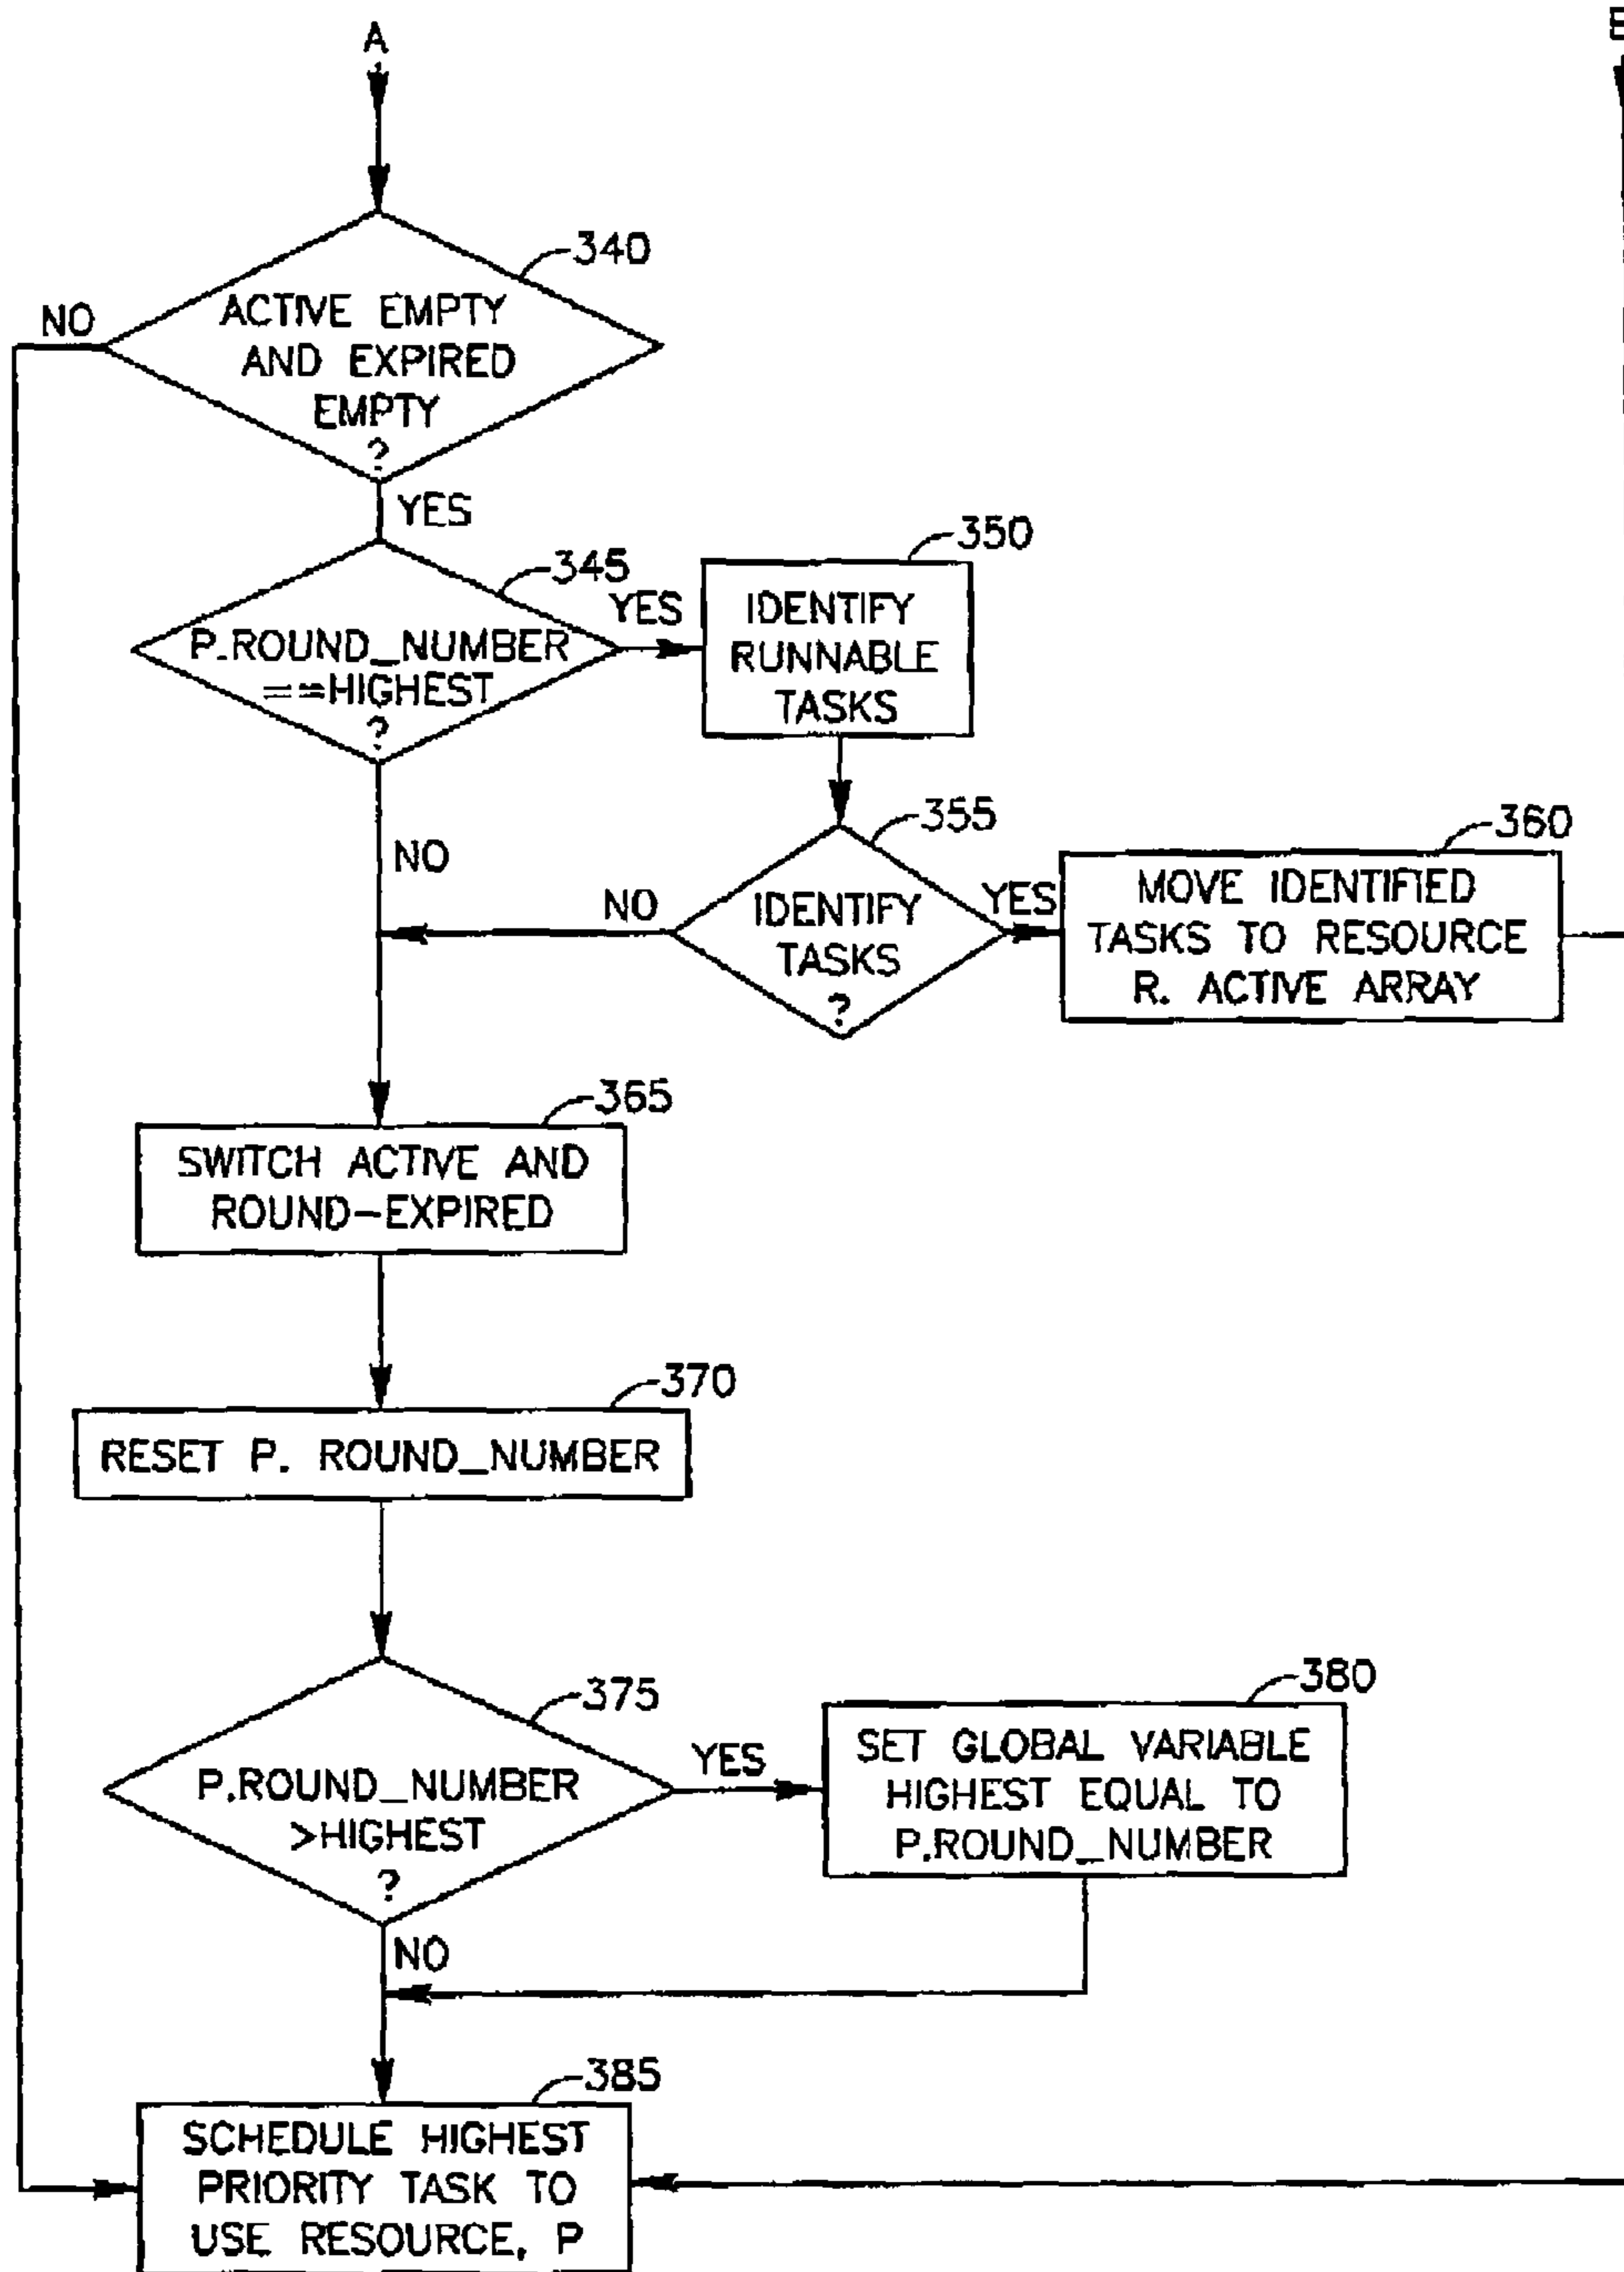 A
340
ACTIVE EMPTY
AND EXPIRED
EMPTY
?
NO
YES
345
P.ROUND_NUMBER
==HIGHEST
?
YES
350
IDENTIFY
RUNNABLE
TASKS
NO
355
IDENTIFY
TASKS
?
NO
YES
360
MOVE IDENTIFIED
TASKS TO RESOURCE
R. ACTIVE ARRAY
365
SWITCH ACTIVE AND
ROUND-EXPIRED
370
RESET P. ROUND_NUMBER
375
P.ROUND_NUMBER
>HIGHEST
?
YES
380
SET GLOBAL VARIABLE
HIGHEST EQUAL TO
P.ROUND_NUMBER
NO
385
SCHEDULE HIGHEST
PRIORITY TASK TO
USE RESOURCE, P